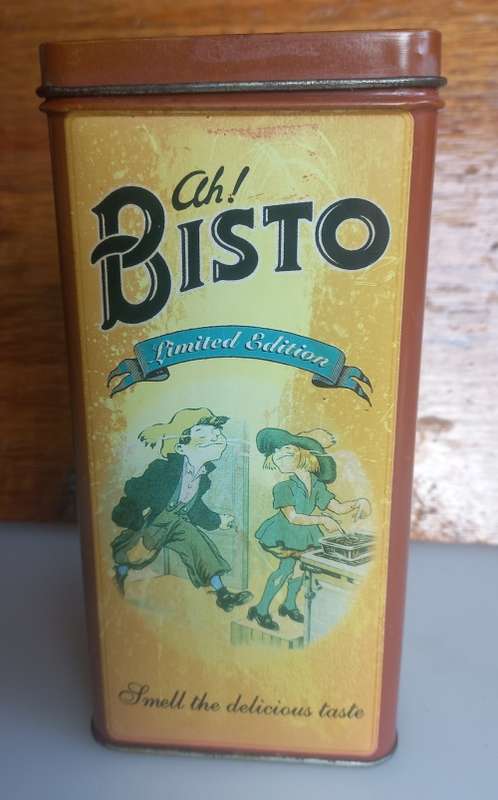 Ah!
BISTO
Limited Edition
Smell the delicious taste